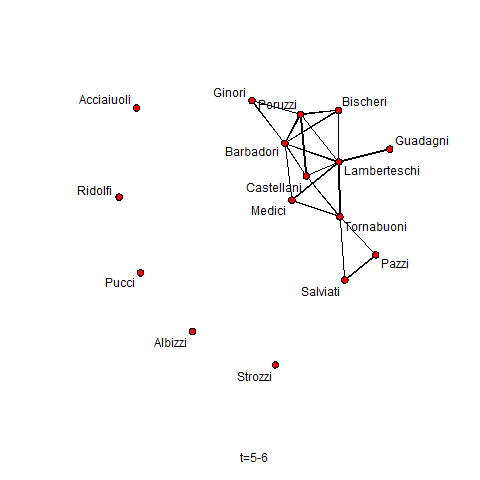 Ginori
Acciaiuoli
Peruzzi
Bischeri
Guadagni
Barbadori
Lamberteschi
Castellani
Ridolfi
Medici
Tornabuoni
Pazzi
Pucci
Salviati
Albizzi
Strozzi
t=5-6